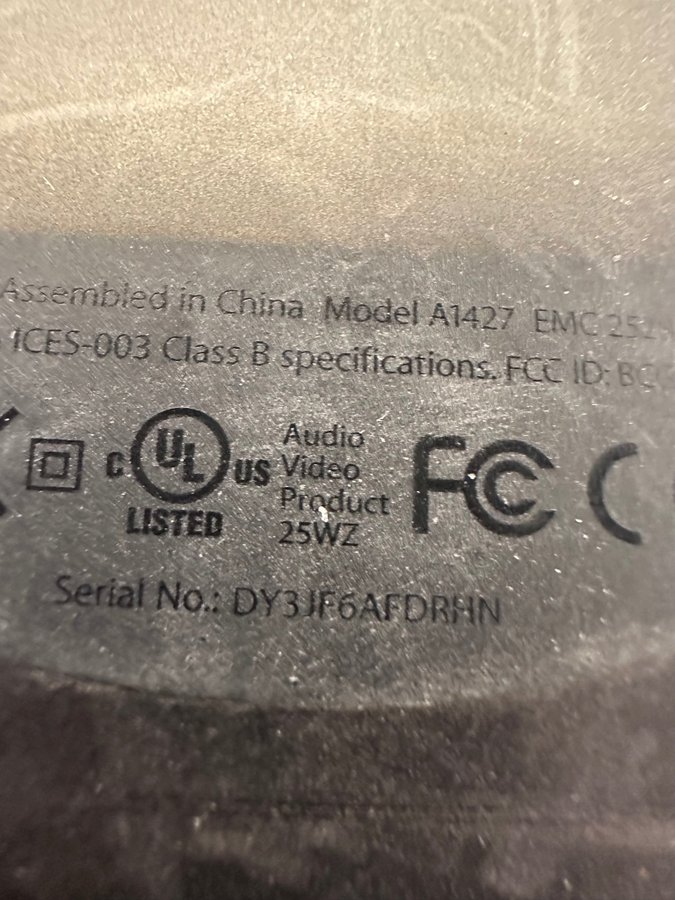 Assembled in China Model A1427 EMC
ICES-003 Class B specifications. FCC ID:
c UL us
LISTED
Audio
Video
Product
25WZ
FC
Serial No.: DY3JF6AFDRHN